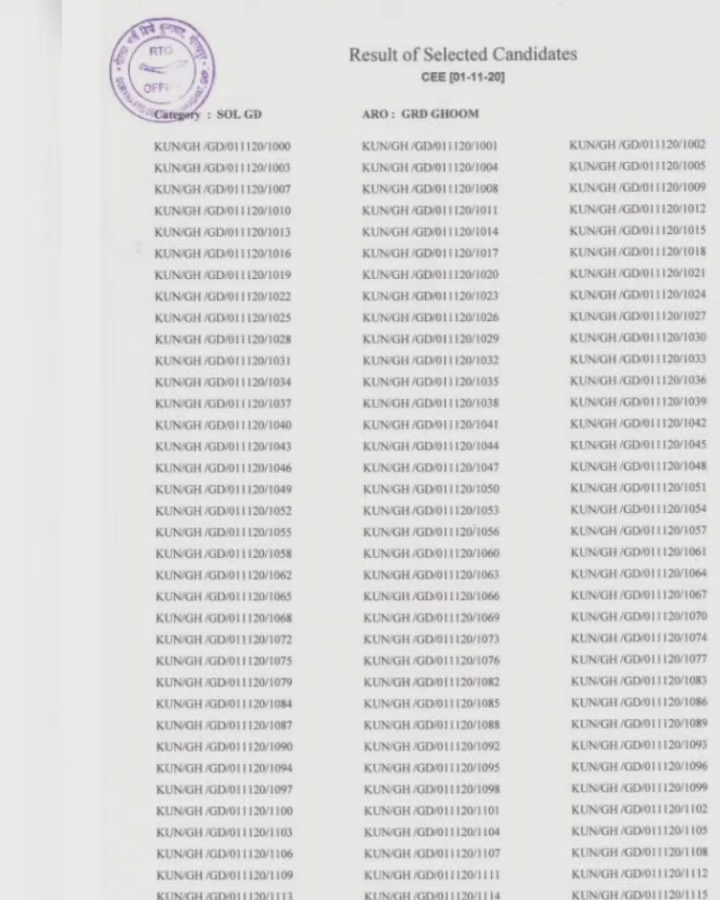 RTG
Result of Selected Candidates
CEE [01-11-20]
Category : SOL GD ARO : GRD GHOOM
KUN/GH /GD/011120/1000 KUN/GH /GD/011120/1001 KUN/GH /GD/011120/1002
KUN/GH /GD/011120/1003 KUN/GH /GD/011120/1004 KUN/GH /GD/011120/1005
KUN/GH /GD/011120/1007 KUN/GH /GD/011120/1008 KUN/GH /GD/011120/1009
KUN/GH /GD/011120/1010 KUN/GH /GD/011120/1011 KUN/GH /GD/011120/1012
KUN/GH /GD/011120/1013 KUN/GH /GD/011120/1014 KUN/GH /GD/011120/1015
KUN/GH /GD/011120/1016 KUN/GH /GD/011120/1017 KUN/GH /GD/011120/1018
KUN/GH /GD/011120/1019 KUN/GH /GD/011120/1020 KUN/GH /GD/011120/1021
KUN/GH /GD/011120/1022 KUN/GH /GD/011120/1023 KUN/GH /GD/011120/1024
KUN/GH /GD/011120/1025 KUN/GH /GD/011120/1026 KUN/GH /GD/011120/1027
KUN/GH /GD/011120/1028 KUN/GH /GD/011120/1029 KUN/GH /GD/011120/1030
KUN/GH /GD/011120/1031 KUN/GH /GD/011120/1032 KUN/GH /GD/011120/1033
KUN/GH /GD/011120/1034 KUN/GH /GD/011120/1035 KUN/GH /GD/011120/1036
KUN/GH /GD/011120/1037 KUN/GH /GD/011120/1038 KUN/GH /GD/011120/1039
KUN/GH /GD/011120/1040 KUN/GH /GD/011120/1041 KUN/GH /GD/011120/1042
KUN/GH /GD/011120/1043 KUN/GH /GD/011120/1044 KUN/GH /GD/011120/1045
KUN/GH /GD/011120/1046 KUN/GH /GD/011120/1047 KUN/GH /GD/011120/1048
KUN/GH /GD/011120/1049 KUN/GH /GD/011120/1050 KUN/GH /GD/011120/1051
KUN/GH /GD/011120/1052 KUN/GH /GD/011120/1053 KUN/GH /GD/011120/1054
KUN/GH /GD/011120/1055 KUN/GH /GD/011120/1056 KUN/GH /GD/011120/1057
KUN/GH /GD/011120/1058 KUN/GH /GD/011120/1060 KUN/GH /GD/011120/1061
KUN/GH /GD/011120/1062 KUN/GH /GD/011120/1063 KUN/GH /GD/011120/1064
KUN/GH /GD/011120/1065 KUN/GH /GD/011120/1066 KUN/GH /GD/011120/1067
KUN/GH /GD/011120/1068 KUN/GH /GD/011120/1069 KUN/GH /GD/011120/1070
KUN/GH /GD/011120/1072 KUN/GH /GD/011120/1073 KUN/GH /GD/011120/1074
KUN/GH /GD/011120/1075 KUN/GH /GD/011120/1076 KUN/GH /GD/011120/1077
KUN/GH /GD/011120/1079 KUN/GH /GD/011120/1082 KUN/GH /GD/011120/1083
KUN/GH /GD/011120/1084 KUN/GH /GD/011120/1085 KUN/GH /GD/011120/1086
KUN/GH /GD/011120/1087 KUN/GH /GD/011120/1088 KUN/GH /GD/011120/1089
KUN/GH /GD/011120/1090 KUN/GH /GD/011120/1092 KUN/GH /GD/011120/1093
KUN/GH /GD/011120/1094 KUN/GH /GD/011120/1095 KUN/GH /GD/011120/1096
KUN/GH /GD/011120/1097 KUN/GH /GD/011120/1098 KUN/GH /GD/011120/1099
KUN/GH /GD/011120/1100 KUN/GH /GD/011120/1101 KUN/GH /GD/011120/1102
KUN/GH /GD/011120/1103 KUN/GH /GD/011120/1104 KUN/GH /GD/011120/1105
KUN/GH /GD/011120/1106 KUN/GH /GD/011120/1107 KUN/GH /GD/011120/1108
KUN/GH /GD/011120/1109 KUN/GH /GD/011120/1111 KUN/GH /GD/011120/1112
KUN/GH /GD/011120/1113 KUN/GH /GD/011120/1114 KUN/GH /GD/011120/1115